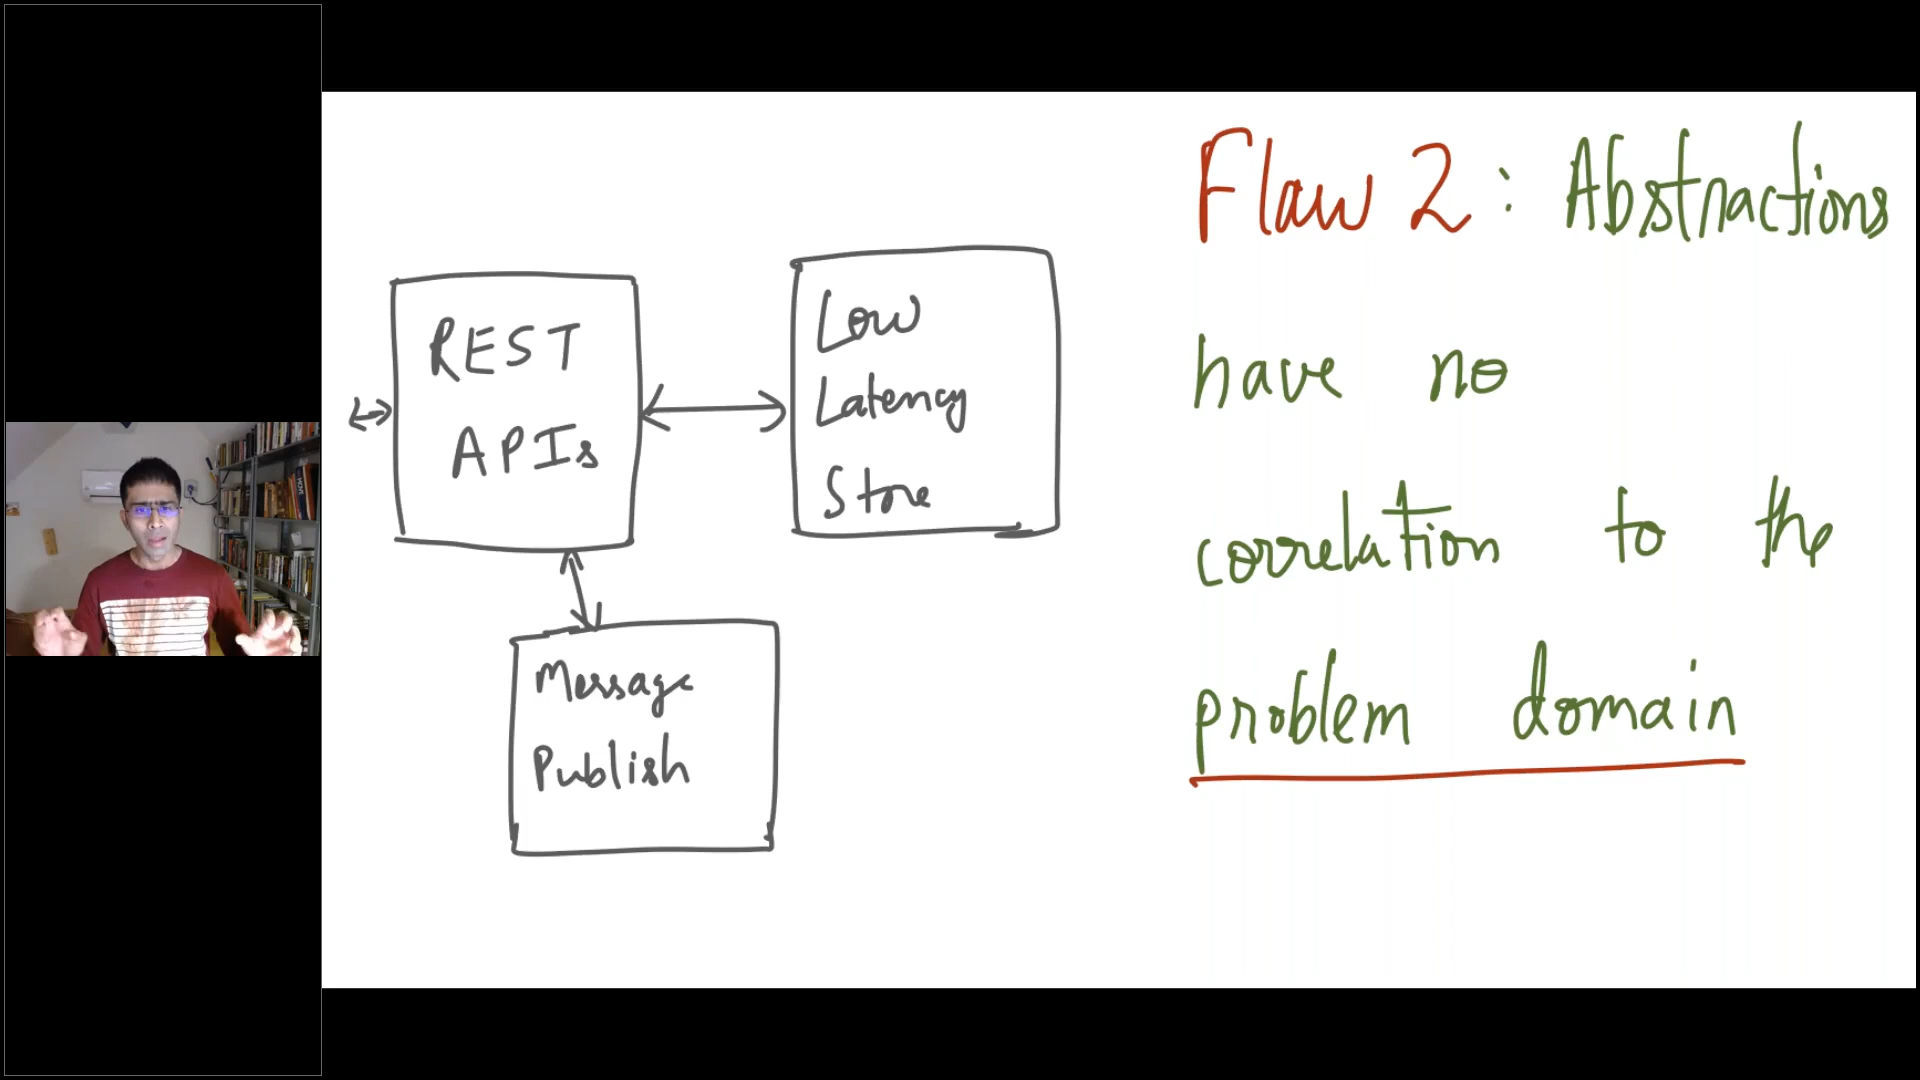 REST
APIs
Low
Latency
Store
Message
Publish
Flaw 2: Abstractions
have no
correlation to the
problem domain